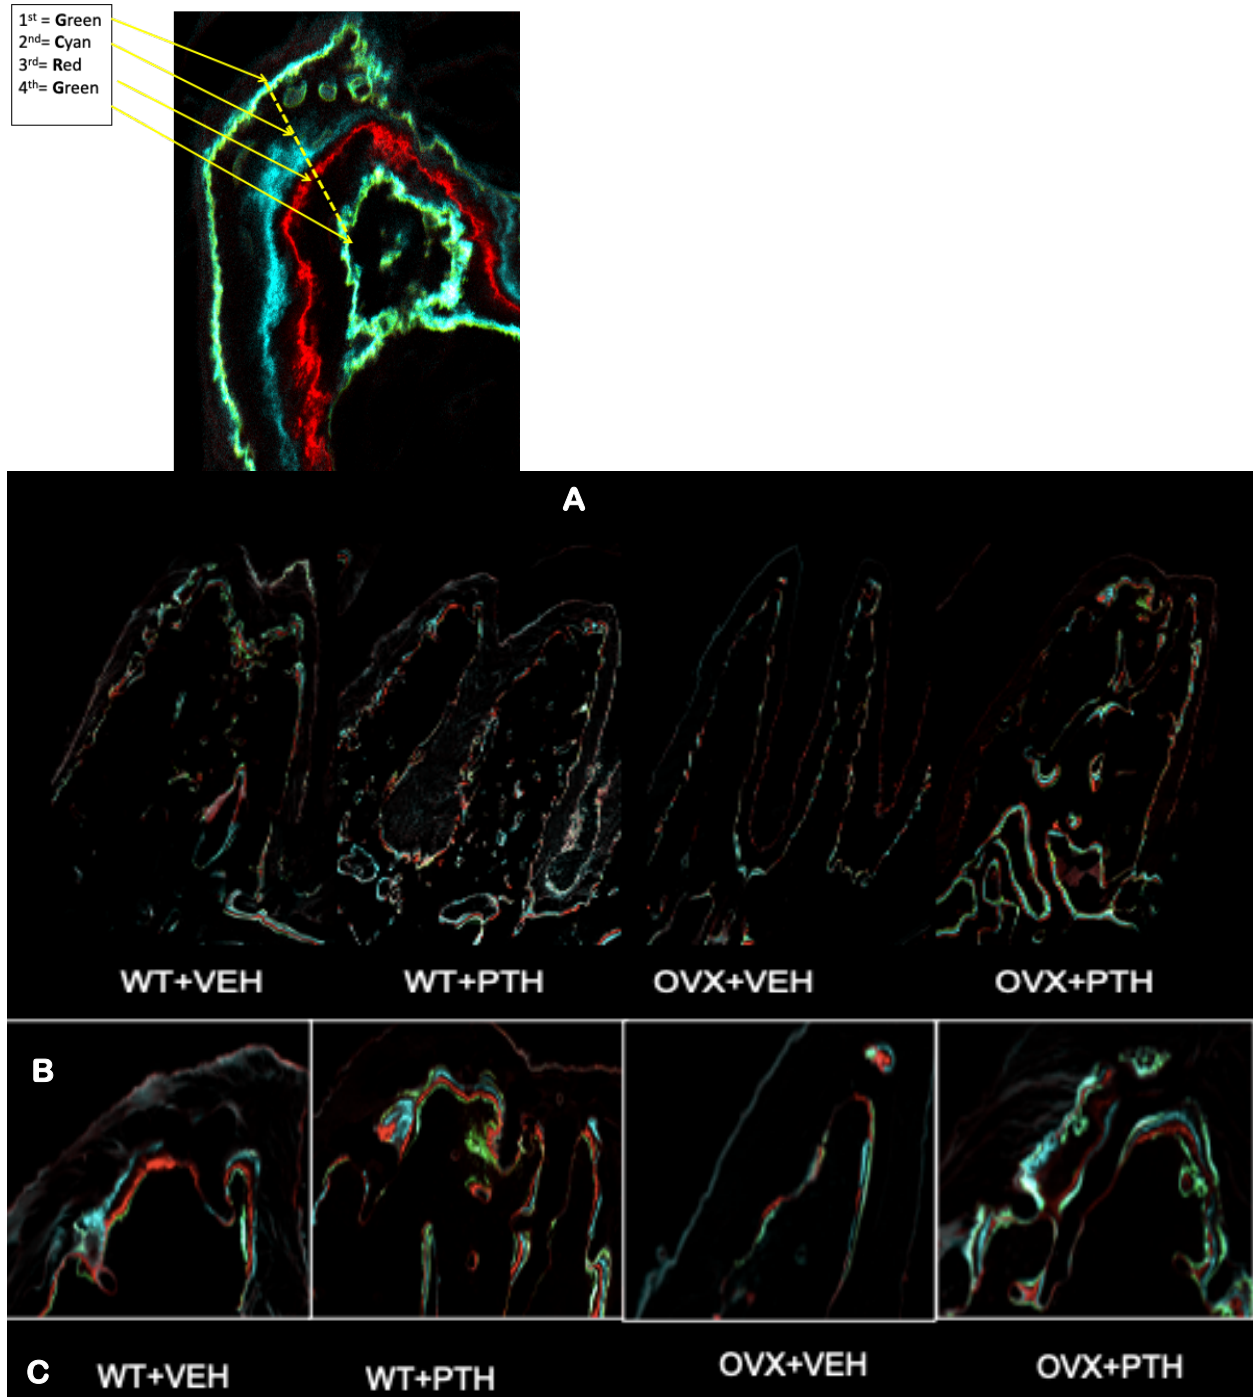 1st = Green
2nd= Cyan
3rd= Red
4th= Green
A
WT+VEH WT+PTH OVX+VEH OVX+PTH
B
C WT+VEH WT+PTH OVX+VEH OVX+PTH